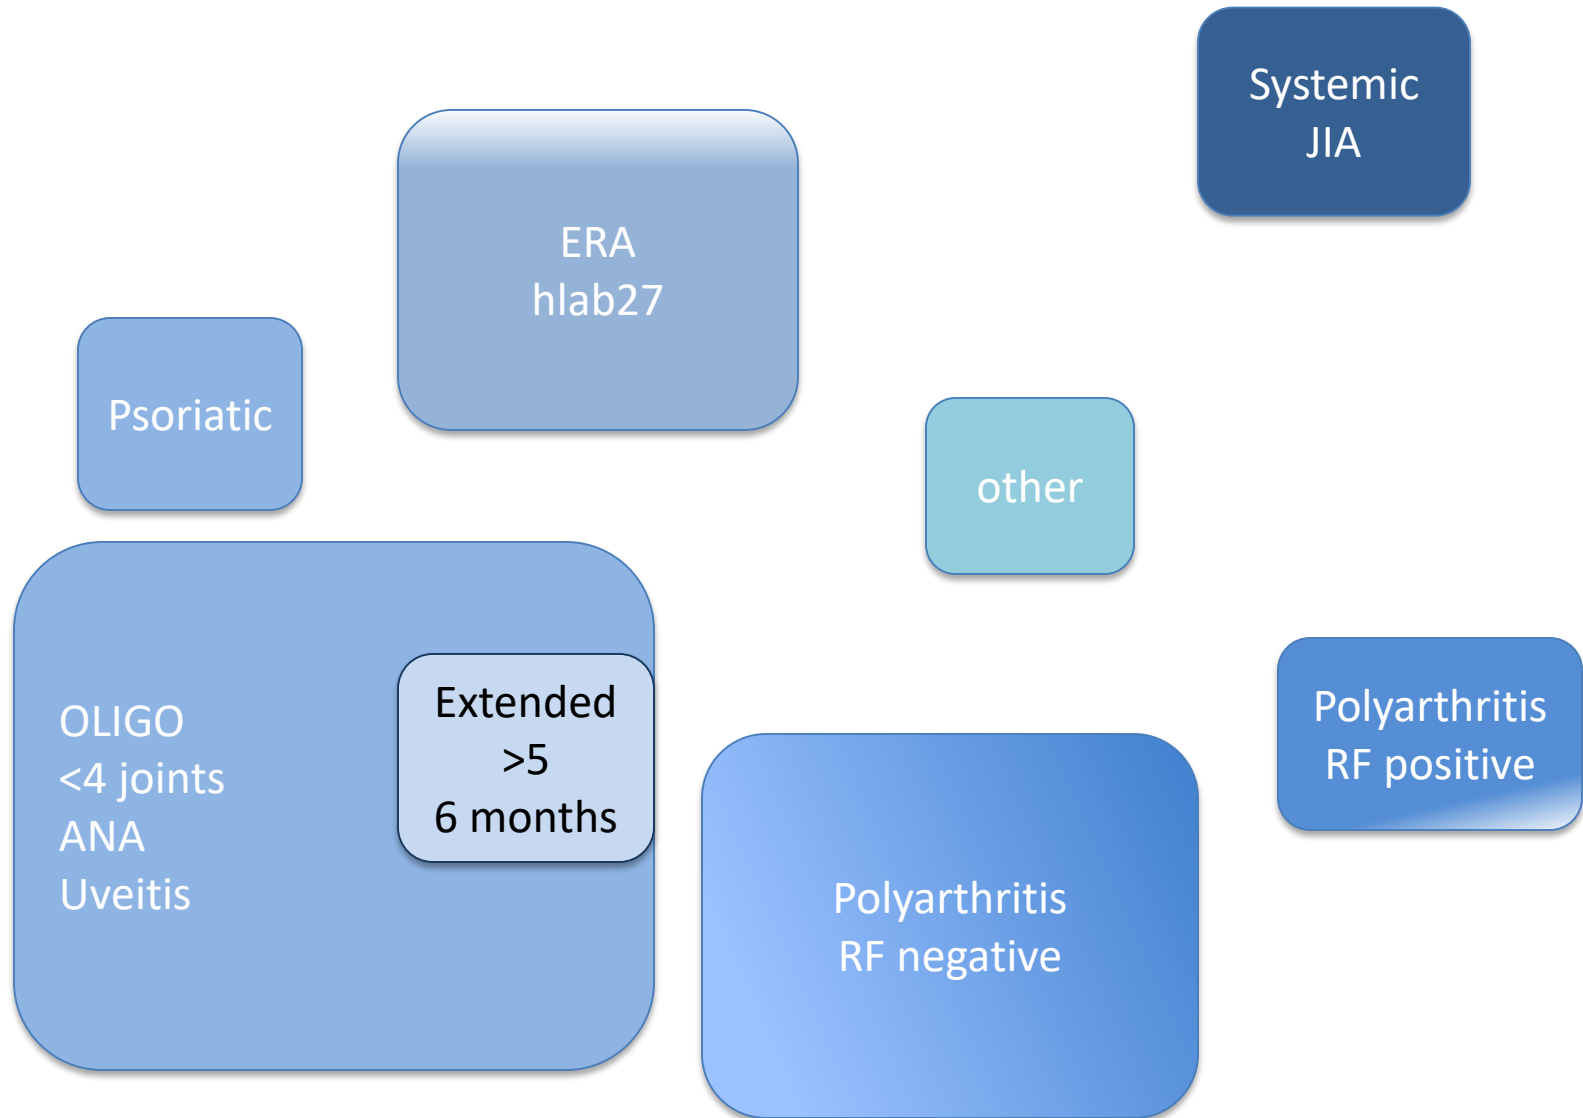 Systemic
JIA
ERA
hlab27
Psoriatic
other
OLIGO
<4 joints
ANA
Uveitis
Extended
>5
6 months
Polyarthritis
RF positive
Polyarthritis
RF negative